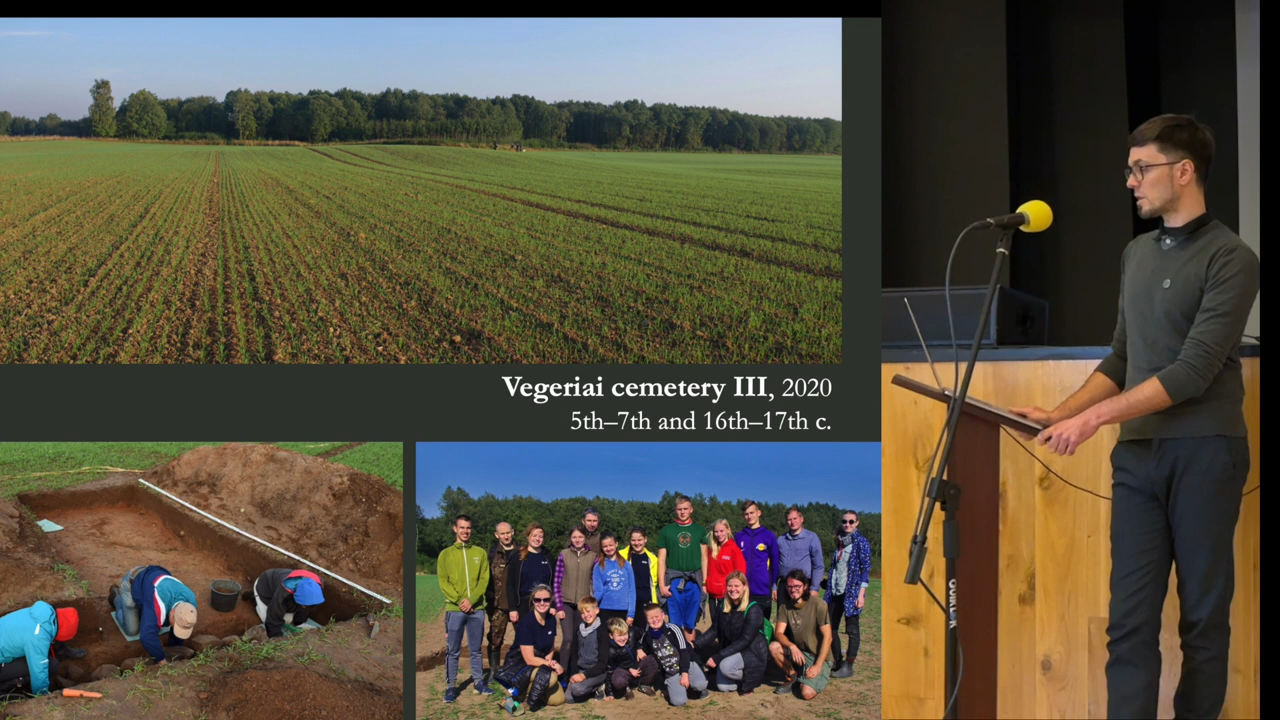 Vegeriai cemetery III, 2020
5th–7th and 16th–17th c.